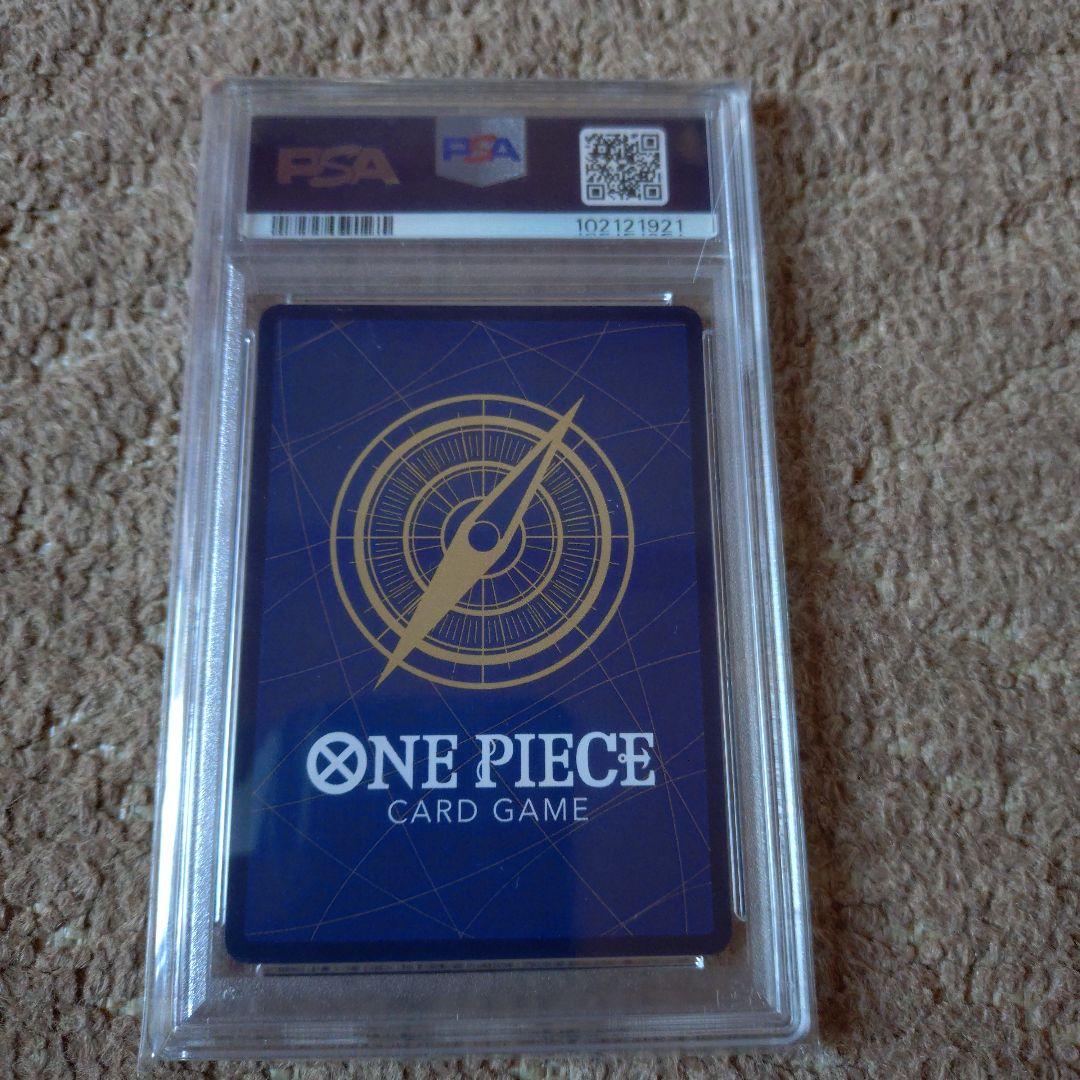 PSA
PSA
102121921
ONE PIECE
CARD GAME